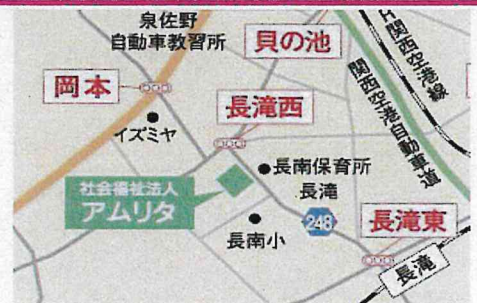 泉佐野
自動車教習所
貝の池
JR関西空港線
関西空港自動車道
岡本
長滝西
イズミヤ
長南保育所
長滝
社会福祉法人
アムリタ
248
長滝東
長南小
長滝